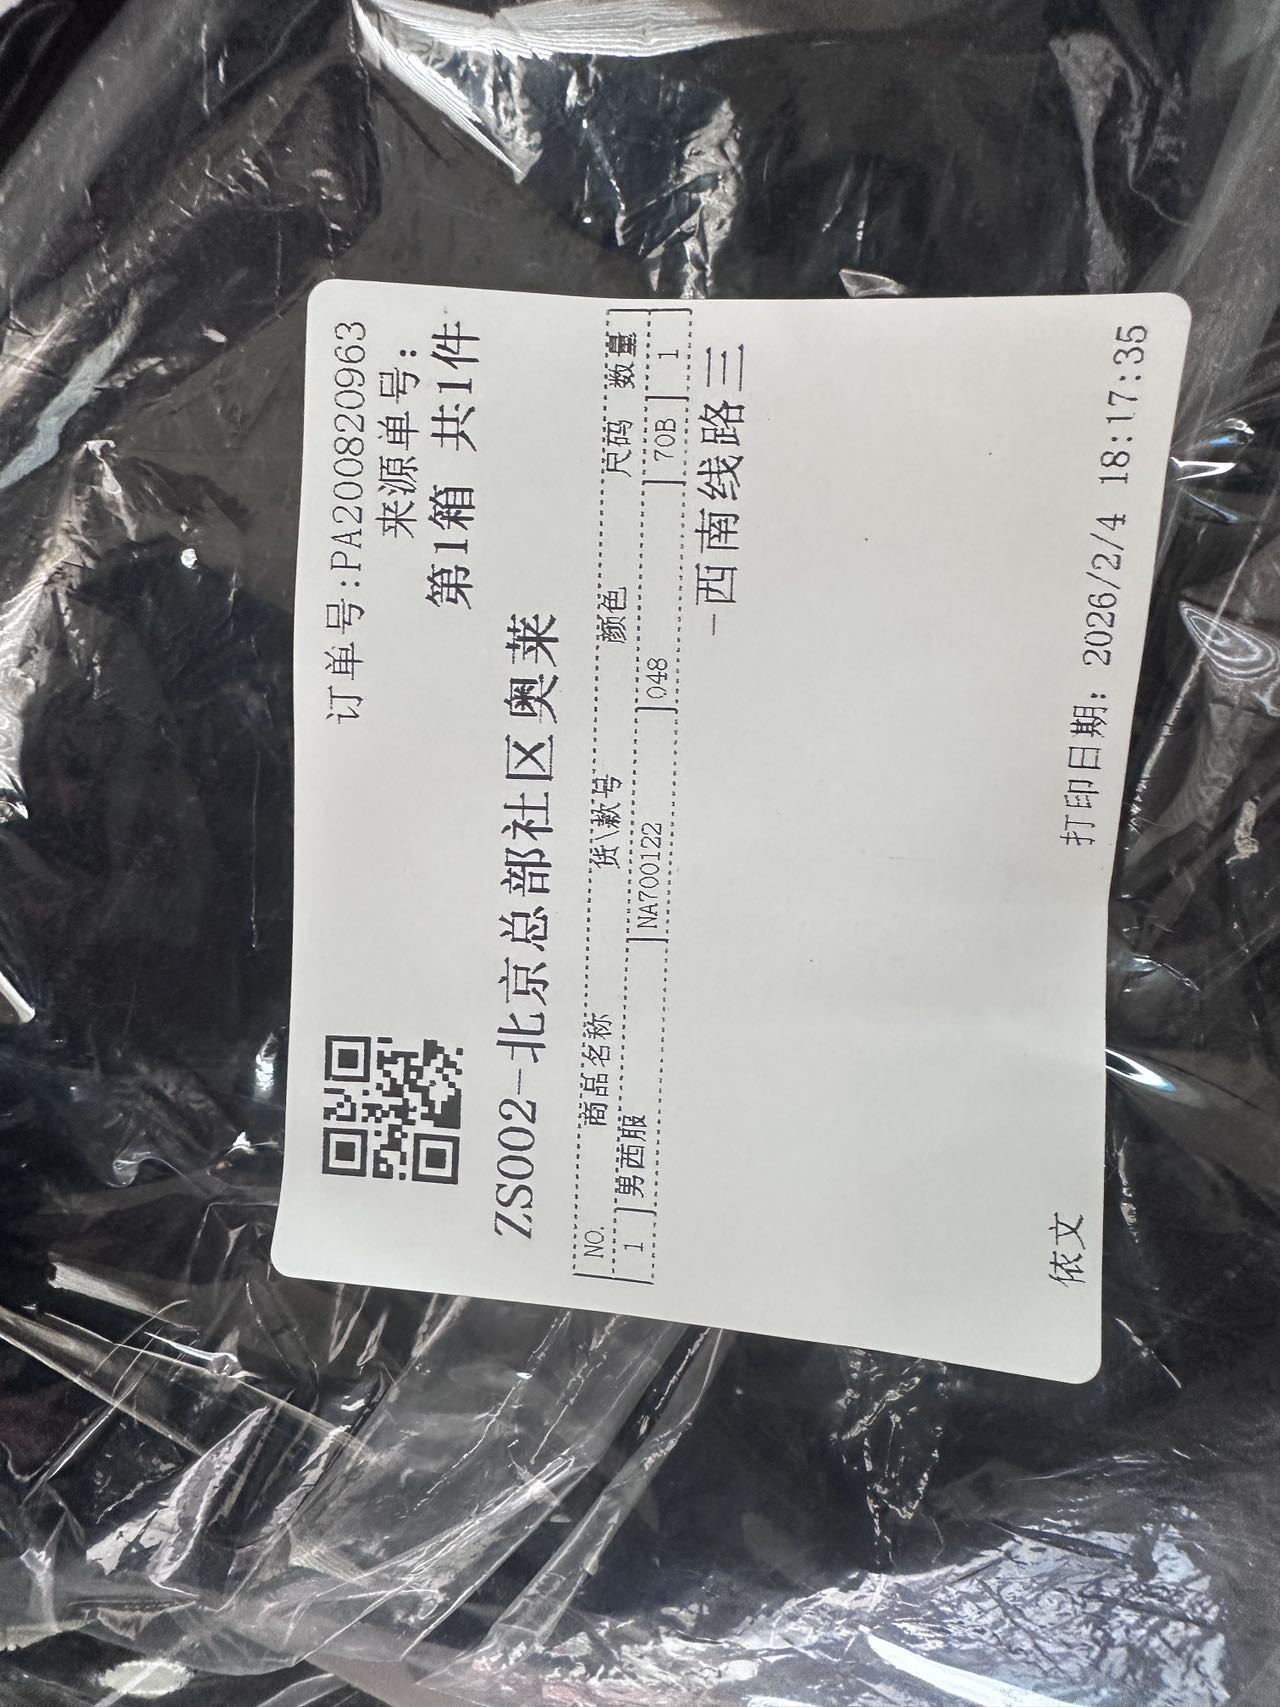 订单号:PA200820963
来源单号:
第1箱 共1件
ZS002-北京总部社区奥莱
NO. 商品名称 货\款号 颜色 尺码 数量
1 男西服 NA700122 048 70B 1
西南线路三
依文 打印日期: 2026/2/4 18:17:35